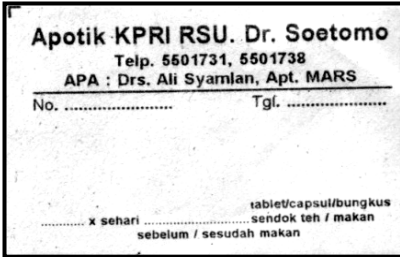 Apotik KPRI RSU. Dr. Soetomo
Telp. 5501731, 5501738
APA : Drs. Ali Syamlan, Apt. MARS
No. ........................ Tgl. ......................
tablet/capsul/bungkus
........... x sehari ........................ sendok teh / makan
sebelum / sesudah makan